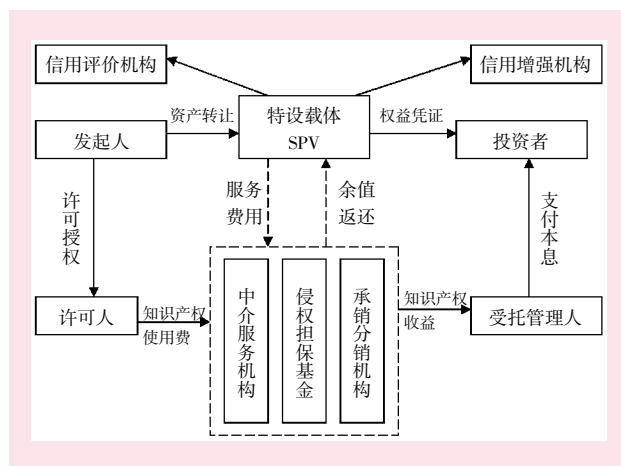 信用评价机构
信用增强机构
资产转让
特设载体
SPV
权益凭证
发起人
投资者
服务
费用
余值
返还
许可授权
支付本息
许可人
知识产权
使用费
中介服务机构
侵权担保基金
承销分销机构
知识产权
收益
受托管理人